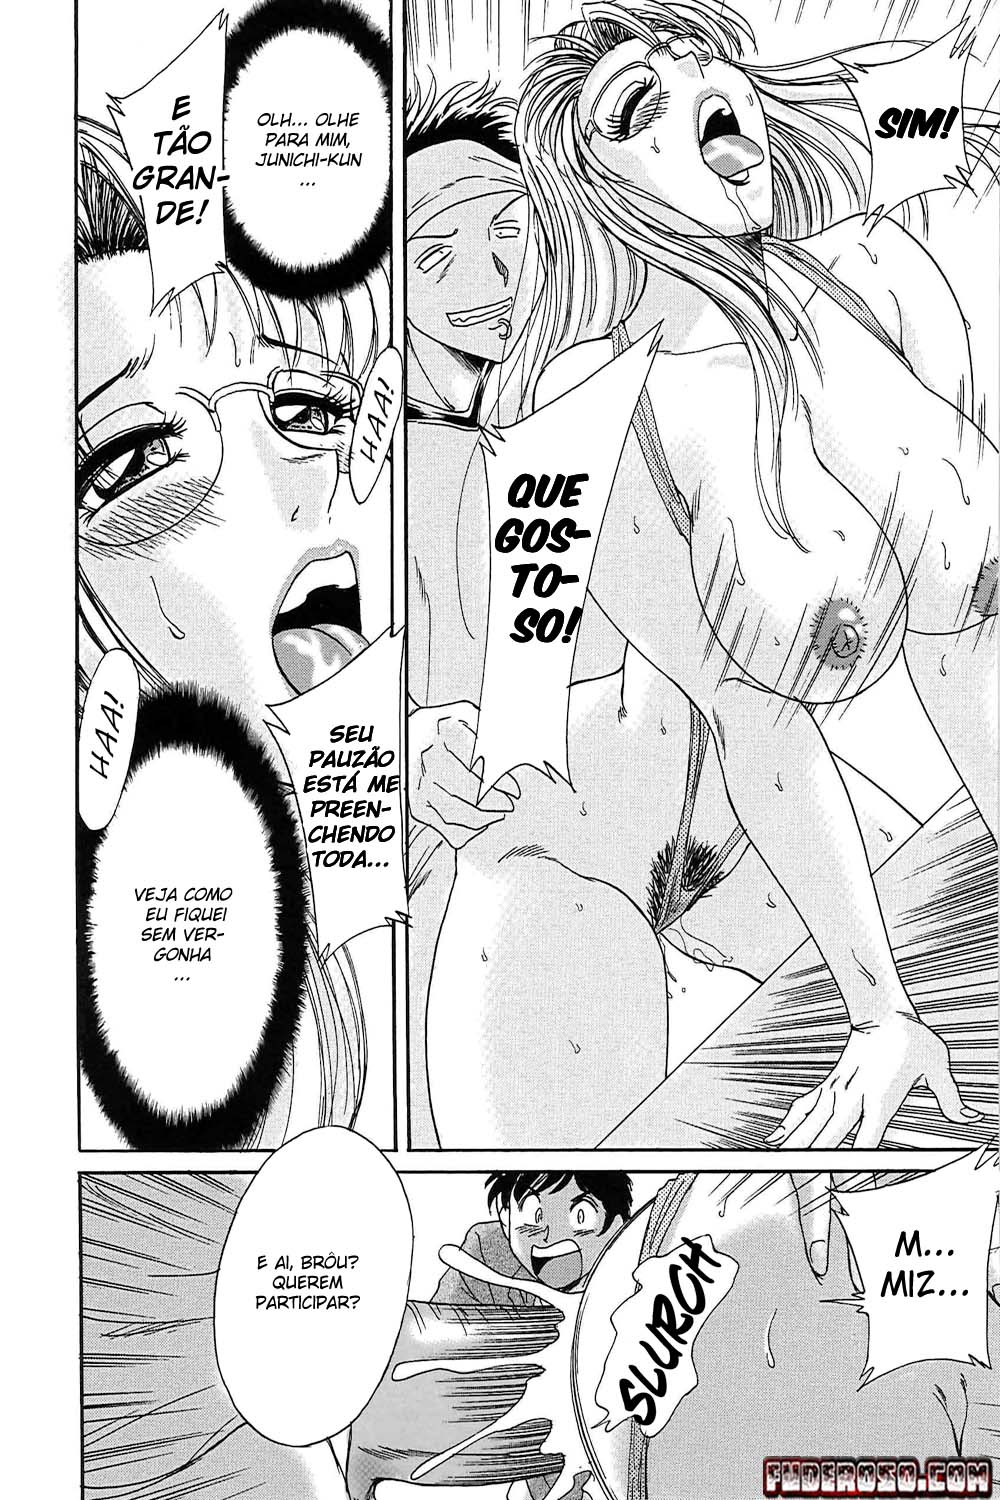 SIM!
QUE
GOS-
TO-
SO!
OLH... OLHE
PARA MIM,
JUNICHI-KUN
...
E
TÃO
GRAN-
DE!
HAA!
SEU
PAUZÃO
ESTÁ ME
PREEN-
CHENDO
TODA...
HAA!
VEJA COMO
EU FIQUEI
SEM VER-
GONHA
...
M...
MIZ...
SLURCH
E AI, BRÔU?
QUEREM
PARTICIPAR?
FUDEROSO.COM